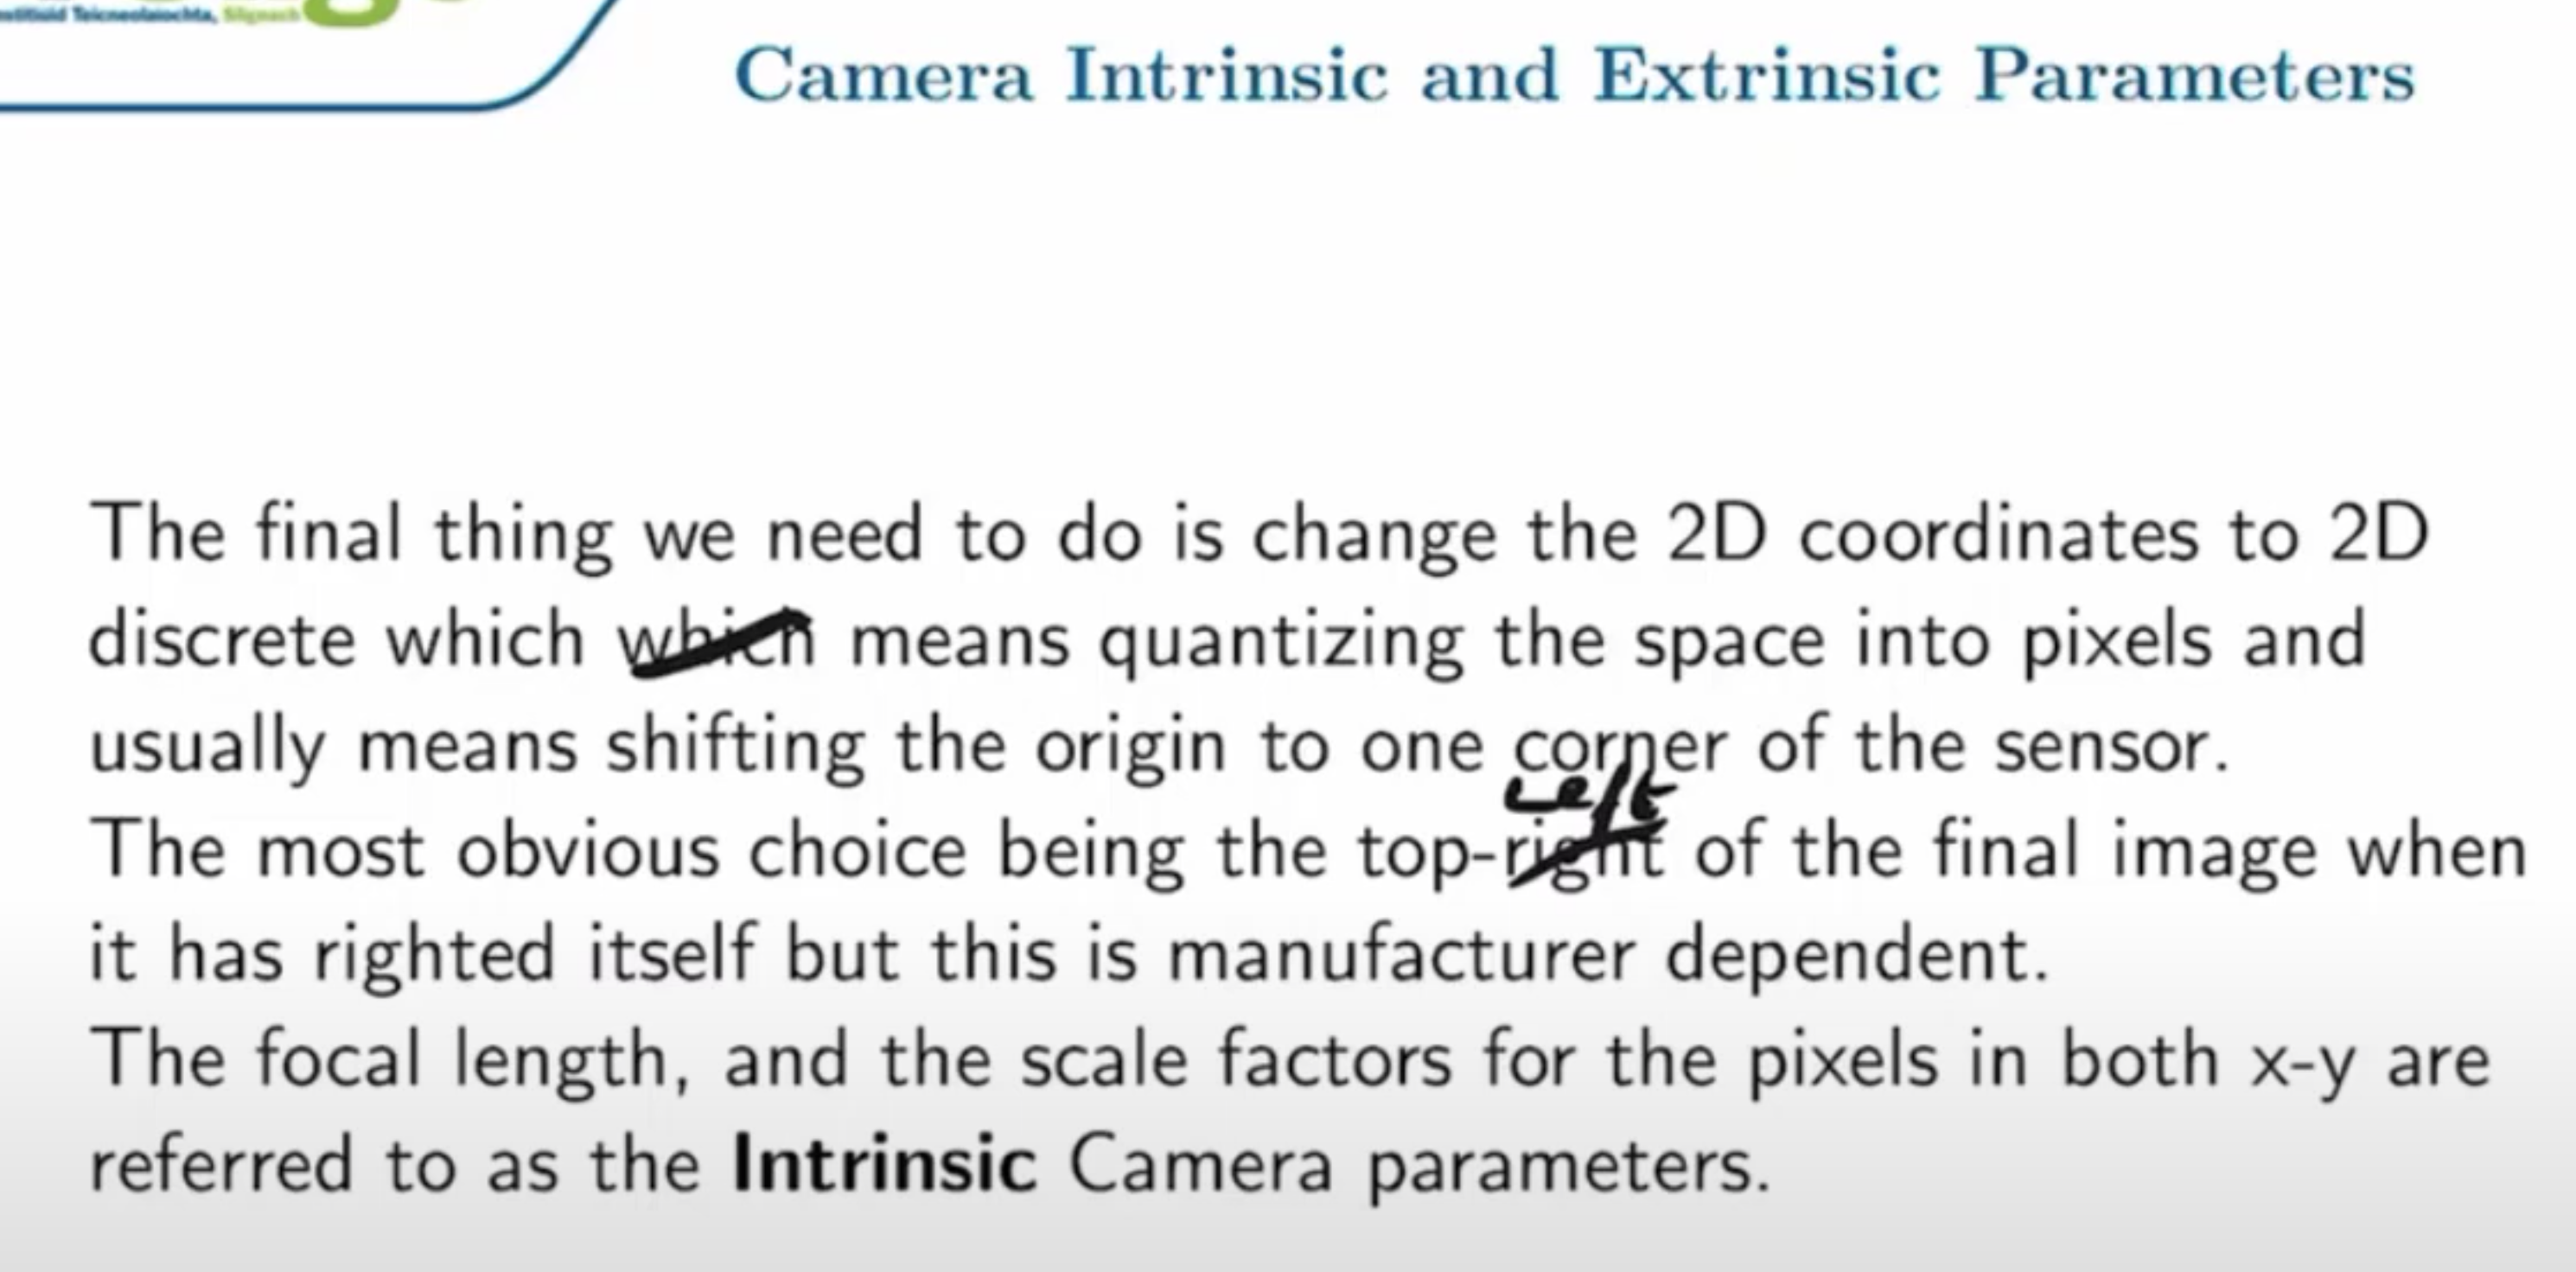 Institiúid Teicneolaíochta, Sligeach
Camera Intrinsic and Extrinsic Parameters
The final thing we need to do is change the 2D coordinates to 2D
discrete which which means quantizing the space into pixels and
usually means shifting the origin to one corner of the sensor.
Left
The most obvious choice being the top-right of the final image when
it has righted itself but this is manufacturer dependent.
The focal length, and the scale factors for the pixels in both x-y are
referred to as the Intrinsic Camera parameters.